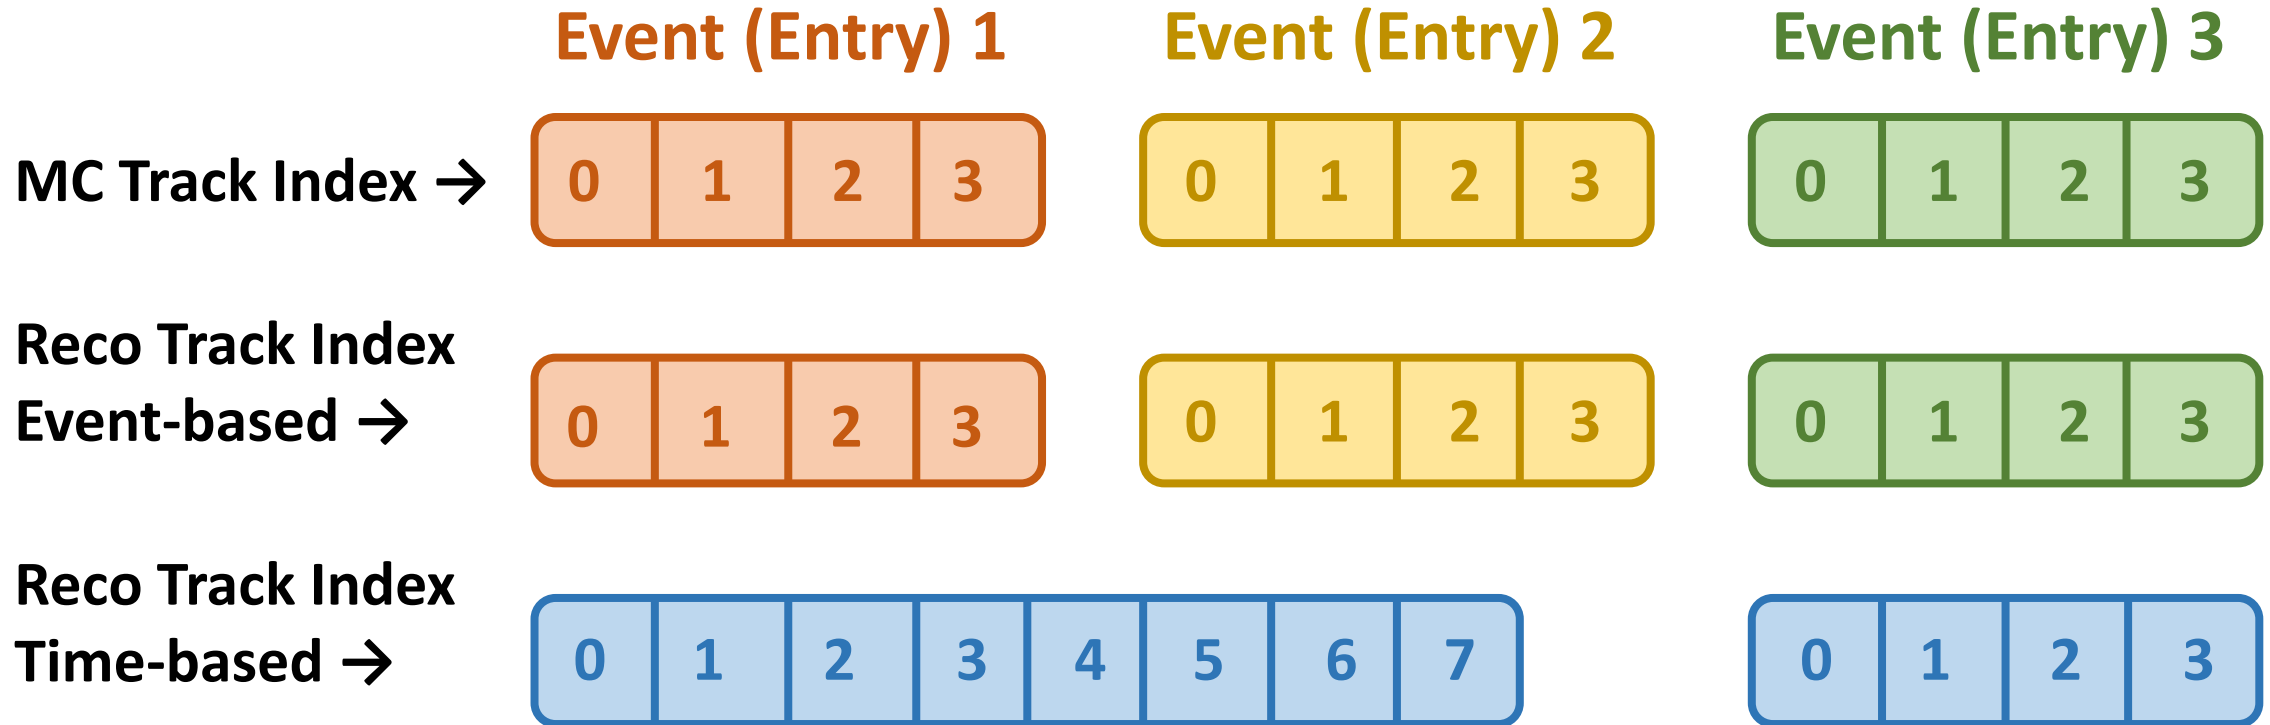 Event (Entry) 1 Event (Entry) 2 Event (Entry) 3
MC Track Index → 0 1 2 3 0 1 2 3 0 1 2 3
Reco Track Index
Event-based → 0 1 2 3 0 1 2 3 0 1 2 3
Reco Track Index
Time-based → 0 1 2 3 4 5 6 7 0 1 2 3